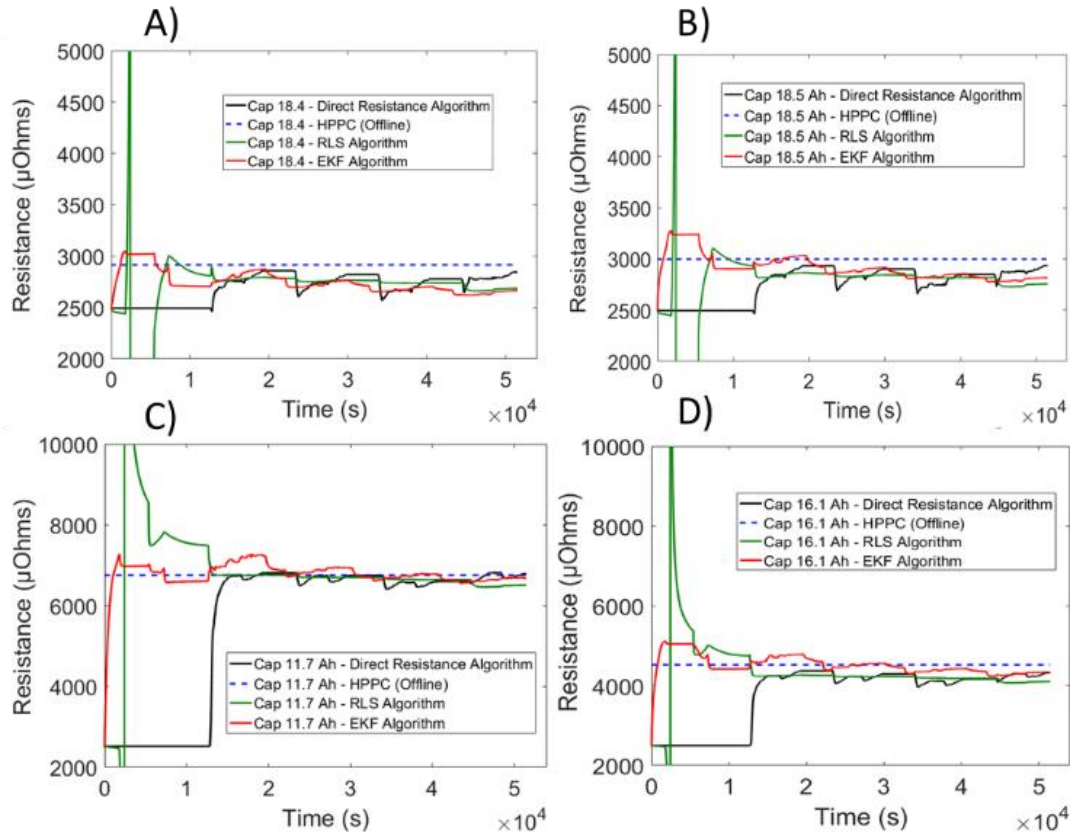 A)
5000
4500
4000
3500
3000
2500
2000
Resistance (µOhms)
Cap 18.4 - Direct Resistance Algorithm
Cap 18.4 - HPPC (Offline)
Cap 18.4 - RLS Algorithm
Cap 18.4 - EKF Algorithm
0 1 2 3 4 5
Time (s)
×10⁴
B)
5000
4500
4000
3500
3000
2500
2000
Resistance (µOhms)
Cap 18.5 Ah - Direct Resistance Algorithm
Cap 18.5 Ah - HPPC (Offline)
Cap 18.5 Ah - RLS Algorithm
Cap 18.5 Ah - EKF Algorithm
0 1 2 3 4 5
Time (s)
×10⁴
C)
10000
8000
6000
4000
2000
Resistance (µOhms)
Cap 11.7 Ah - Direct Resistance Algorithm
Cap 11.7 Ah - HPPC (Offline)
Cap 11.7 Ah - RLS Algorithm
Cap 11.7 Ah - EKF Algorithm
0 1 2 3 4 5
Time (s)
×10⁴
D)
10000
8000
6000
4000
2000
Resistance (µOhms)
Cap 16.1 Ah - Direct Resistance Algorithm
Cap 16.1 Ah - HPPC (Offline)
Cap 16.1 Ah - RLS Algorithm
Cap 16.1 Ah - EKF Algorithm
0 1 2 3 4 5
Time (s)
×10⁴